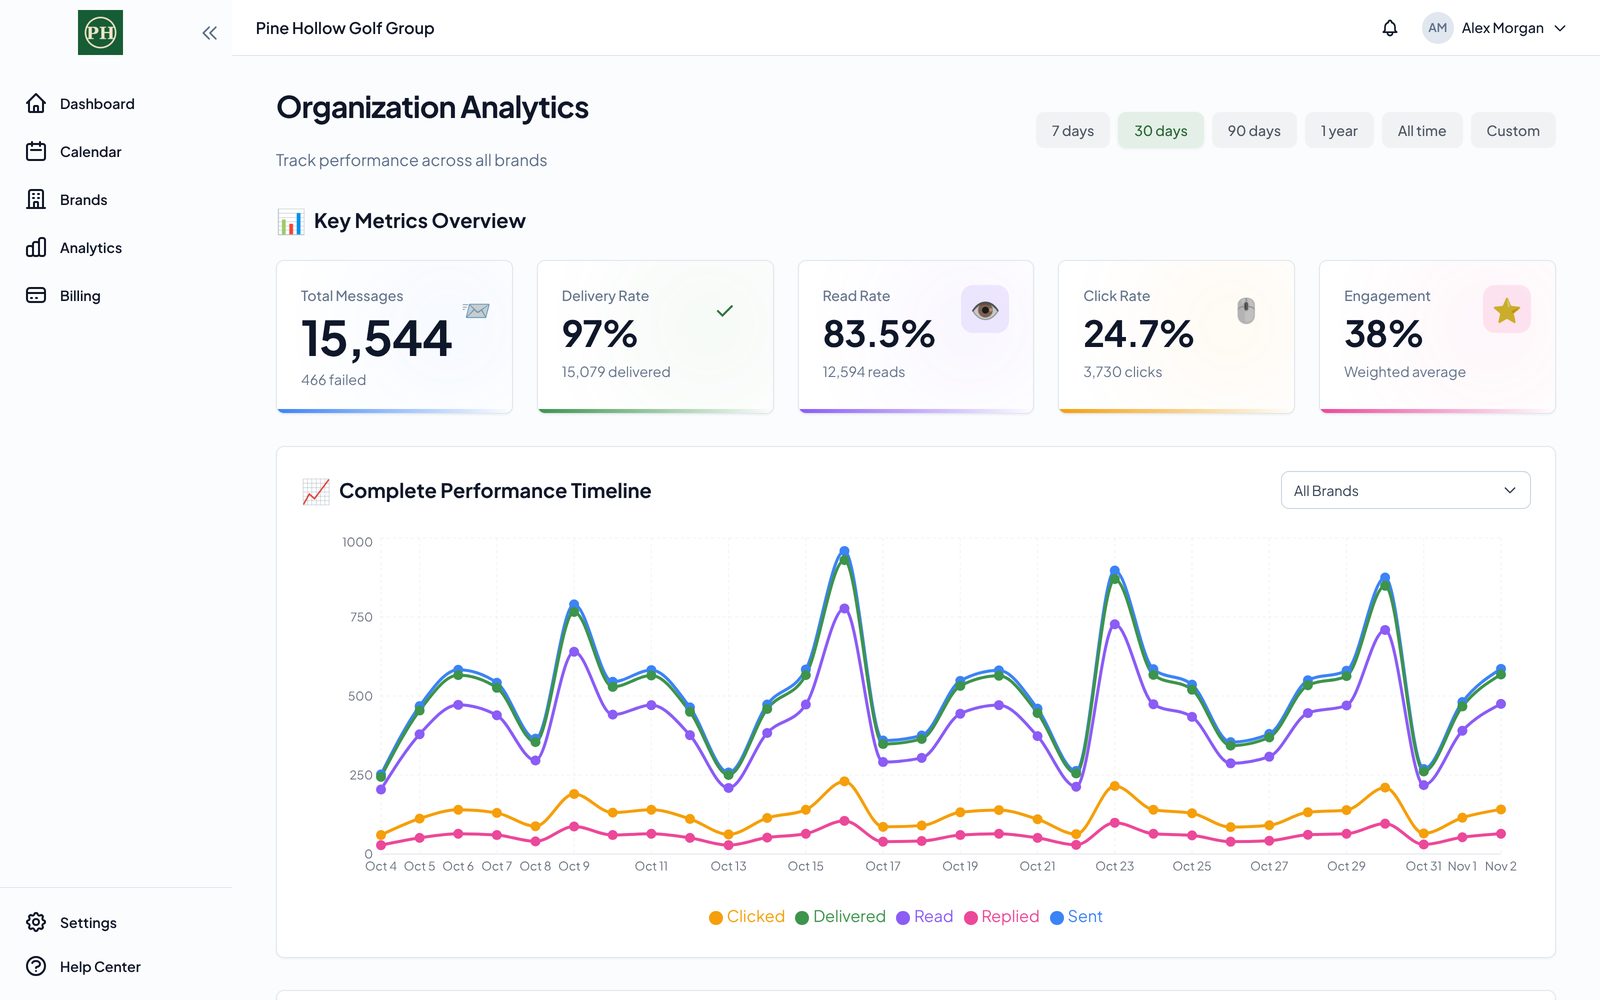 PH
Pine Hollow Golf Group
AM
Alex Morgan
Dashboard
Calendar
Brands
Analytics
Billing
Settings
Help Center
Organization Analytics
Track performance across all brands
7 days
30 days
90 days
1 year
All time
Custom
Key Metrics Overview
Total Messages
15,544
466 failed
Delivery Rate
97%
15,079 delivered
Read Rate
83.5%
12,594 reads
Click Rate
24.7%
3,730 clicks
Engagement
38%
Weighted average
Complete Performance Timeline
All Brands
1000
750
500
250
0
Oct 4 Oct 5 Oct 6 Oct 7 Oct 8 Oct 9 Oct 11 Oct 13 Oct 15 Oct 17 Oct 19 Oct 21 Oct 23 Oct 25 Oct 27 Oct 29 Oct 31 Nov 1 Nov 2
Clicked Delivered Read Replied Sent